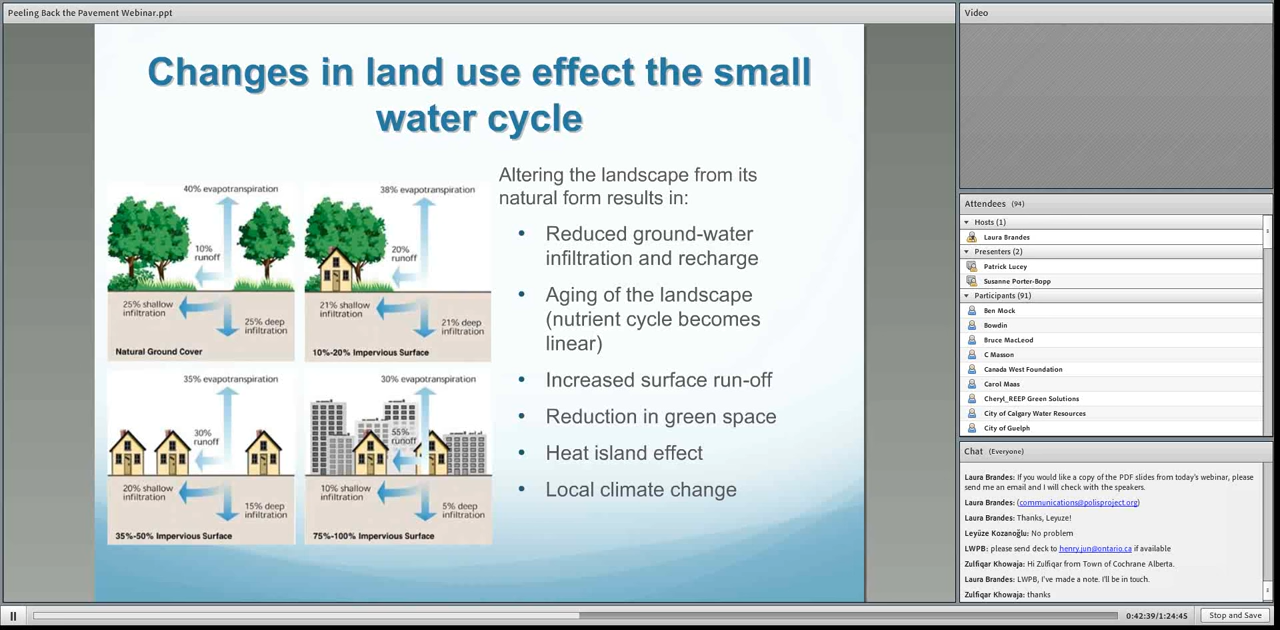 Peeling Back the Pavement Webinar.ppt
Changes in land use effect the small
water cycle
40% evapotranspiration
10%
runoff
25% shallow
infiltration
25% deep
infiltration
Natural Ground Cover
38% evapotranspiration
20%
runoff
21% shallow
infiltration
21% deep
infiltration
10%-20% Impervious Surface
35% evapotranspiration
30%
runoff
20% shallow
infiltration
15% deep
infiltration
35%-50% Impervious Surface
30% evapotranspiration
55%
runoff
10% shallow
infiltration
5% deep
infiltration
75%-100% Impervious Surface
Altering the landscape from its
natural form results in:
• Reduced ground-water
infiltration and recharge
• Aging of the landscape
(nutrient cycle becomes
linear)
• Increased surface run-off
• Reduction in green space
• Heat island effect
• Local climate change
Video
Attendees (94)
Hosts (1)
Laura Brandes
Presenters (2)
Patrick Lucey
Susanne Porter-Bopp
Participants (91)
Ben Mock
Bowdin
Bruce MacLeod
C Masson
Canada West Foundation
Carol Maas
Cheryl_REEP Green Solutions
City of Calgary Water Resources
City of Guelph
Chat (Everyone)
Laura Brandes: If you would like a copy of the PDF slides from today's webinar, please
send me an email and I will check with the speakers.
Laura Brandes: (communications@polisproject.org)
Laura Brandes: Thanks, Leyuze!
Leyüze Kozanoğlu: No problem
LWPB: please send deck to henry.jun@ontario.ca if available
Zulfiqar Khowaja: Hi Zulfiqar from Town of Cochrane Alberta.
Laura Brandes: LWPB, I've made a note. I'll be in touch.
Zulfiqar Khowaja: thanks
0:42:39/1:24:45
Stop and Save